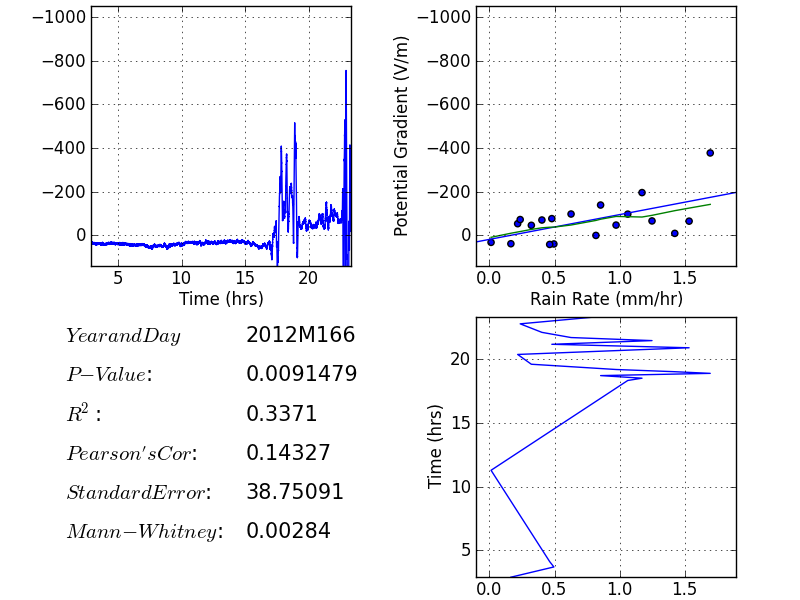 −1000
−800
−600
−400
−200
0
5 10 15 20
Time (hrs)
Potential Gradient (V/m)
−1000
−800
−600
−400
−200
0
0.0 0.5 1.0 1.5
Rain Rate (mm/hr)
YearandDay 2012M166
P−Value: 0.0091479
R²: 0.3371
Pearson'sCor: 0.14327
StandardError: 38.75091
Mann−Whitney: 0.00284
Time (hrs)
20
15
10
5
0.0 0.5 1.0 1.5